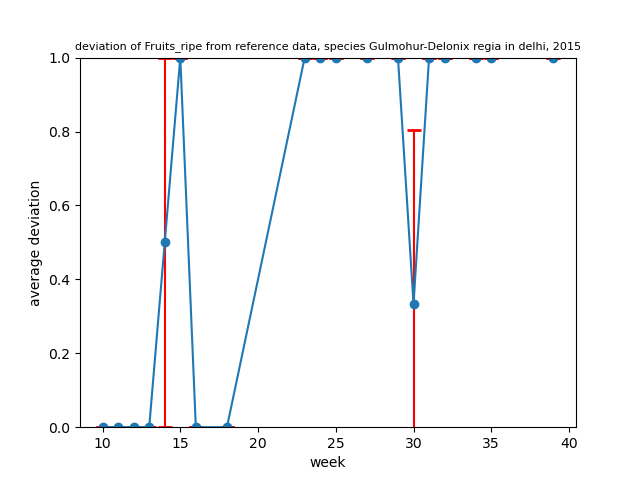 deviation of Fruits_ripe from reference data, species Gulmohur-Delonix regia in delhi, 2015
1.0
0.8
0.6
0.4
0.2
0.0
average deviation
10 15 20 25 30 35 40
week